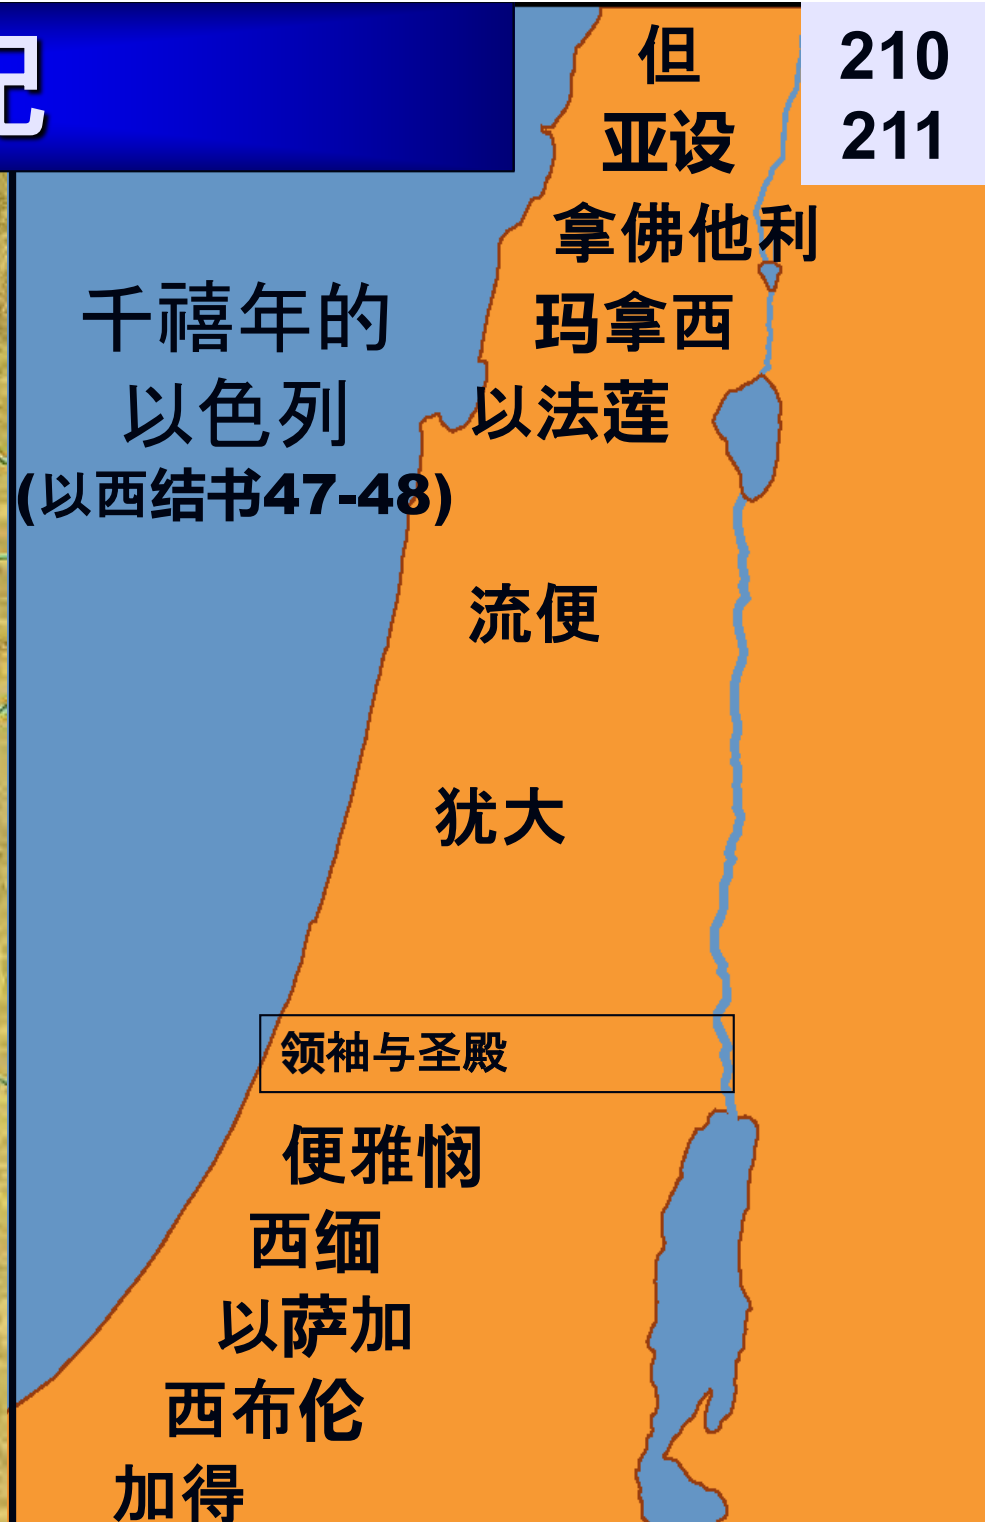 记
210
211
但
亚设
拿佛他利
玛拿西
以法莲
千禧年的
以色列
(以西结书47-48)
流便
犹大
领袖与圣殿
便雅悯
西缅
以萨加
西布伦
加得